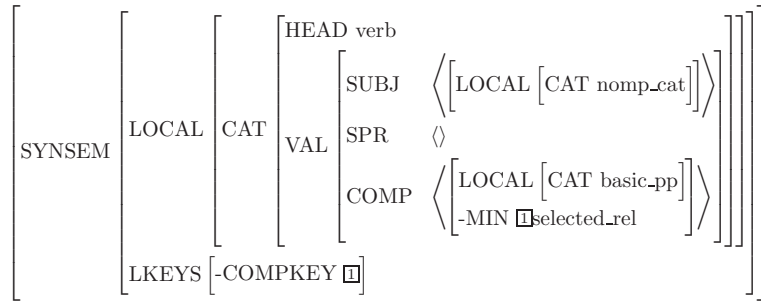 HEAD verb
SUBJ ⟨[LOCAL [CAT nomp_cat]]⟩
SYNSEM LOCAL CAT VAL SPR ⟨⟩
COMP ⟨[LOCAL [CAT basic_pp]
-MIN 1 selected_rel]⟩
LKEYS [-COMPKEY 1]